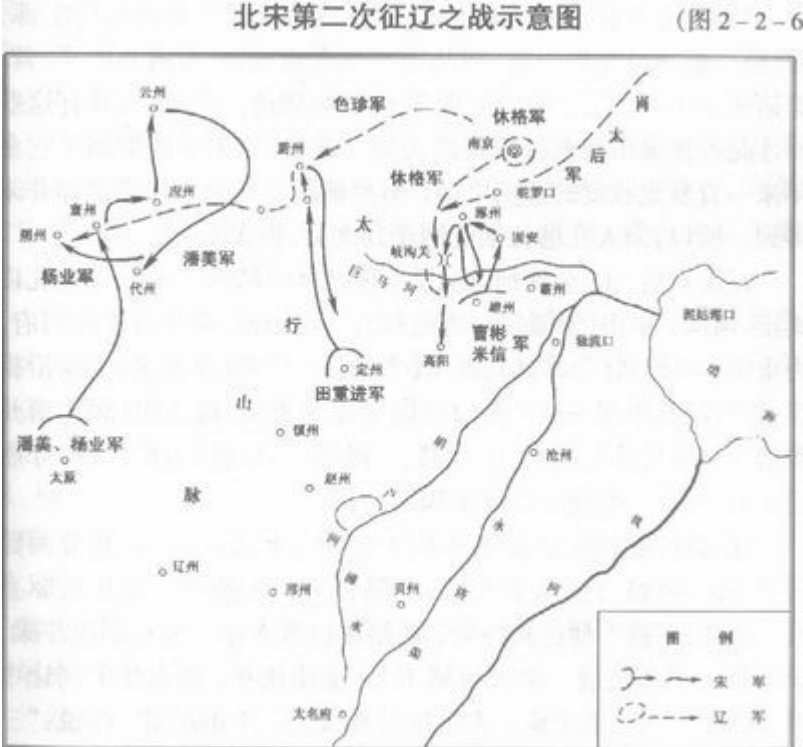 北宋第二次征辽之战示意图
(图2-2-6
云州
色珍军
休格军
肖太后军
南京
蔚州
休格军
应州
寰州
涿州
朔州
太
岐沟关
杨业军
潘美军
代州
霸州
雄州
行
曹彬
米信
军
独流口
高阳
定州
田重进军
山
镇州
沧州
潘美、杨业军
太原
脉
赵州
辽州
邢州
贝州
大名府
图 例
宋 军
辽 军